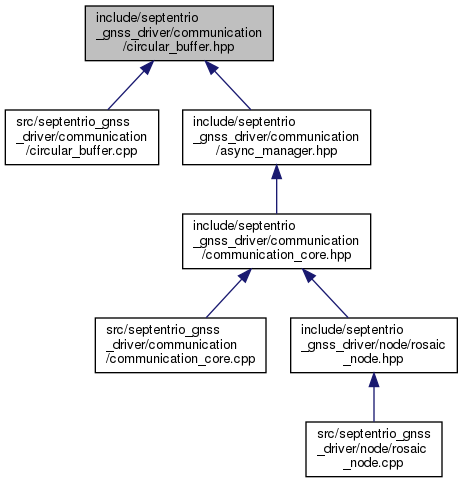 include/septentrio
_gnss_driver/communication
/circular_buffer.hpp
src/septentrio_gnss
_driver/communication
/circular_buffer.cpp
include/septentrio
_gnss_driver/communication
/async_manager.hpp
include/septentrio
_gnss_driver/communication
/communication_core.hpp
src/septentrio_gnss
_driver/communication
/communication_core.cpp
include/septentrio
_gnss_driver/node/rosaic
_node.hpp
src/septentrio_gnss
_driver/node/rosaic
_node.cpp